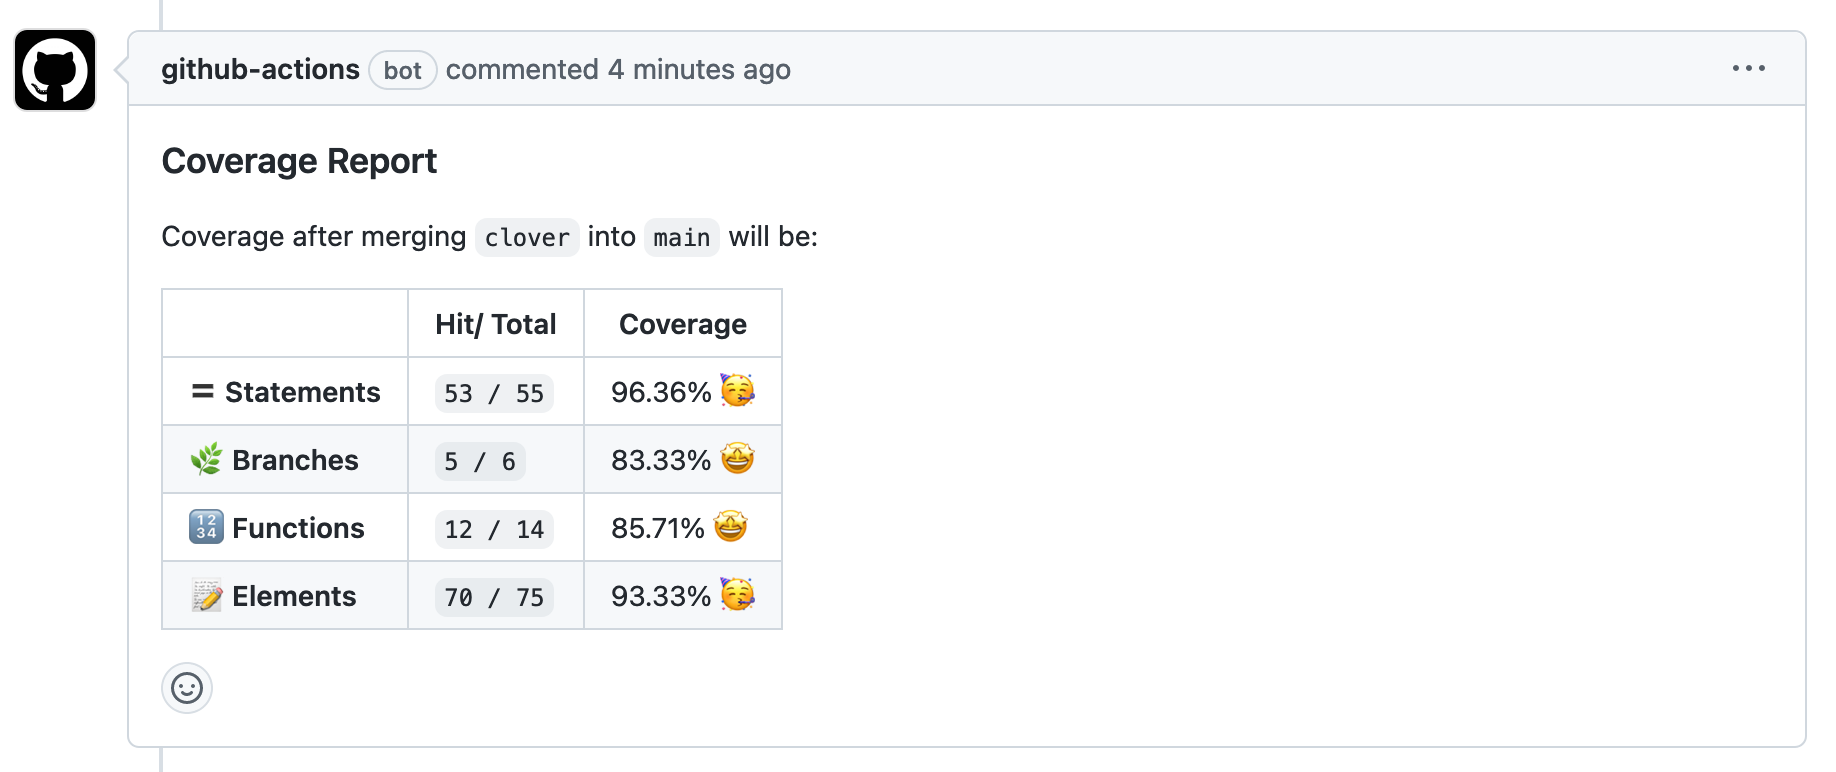 github-actions bot commented 4 minutes ago
Coverage Report
Coverage after merging clover into main will be:
Hit/ Total Coverage
Statements 53 / 55 96.36% 🥳
🌿 Branches 5 / 6 83.33% 🤩
🔢 Functions 12 / 14 85.71% 🤩
📝 Elements 70 / 75 93.33% 🥳